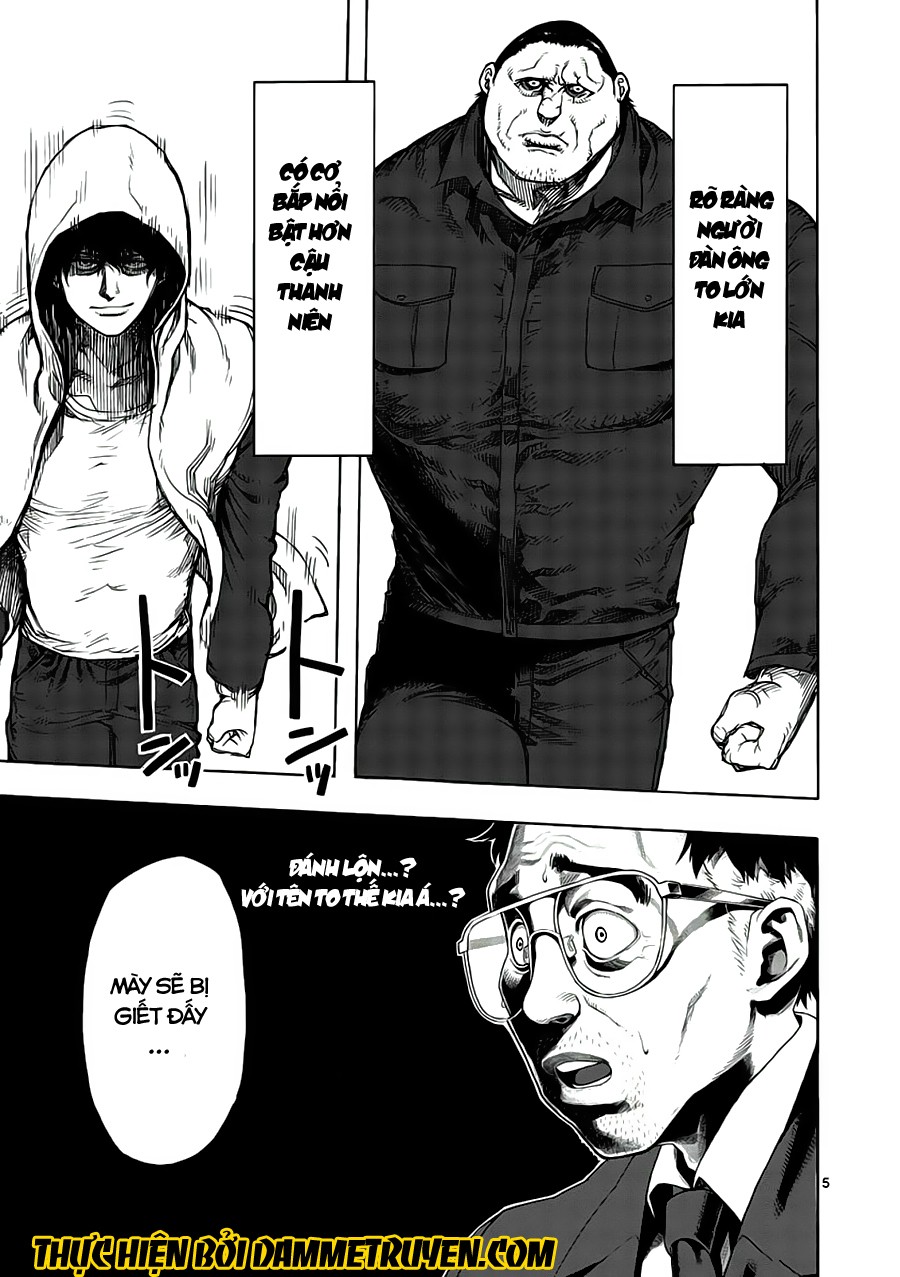 RÕ RÀNG
NGƯỜI
ĐÀN ÔNG
TO LỚN
KIA
CÓ CƠ
BẮP NỔI
BẬT HƠN
CẬU
THANH
NIÊN
トンッ
トンッ
ĐÁNH LỘN...?
VỚI TÊN TO THẾ KIA Á...?
MÀY SẼ BỊ
GIẾT ĐẤY
...
5
THỰC HIỆN BỞI DAMMETRUYEN.COM